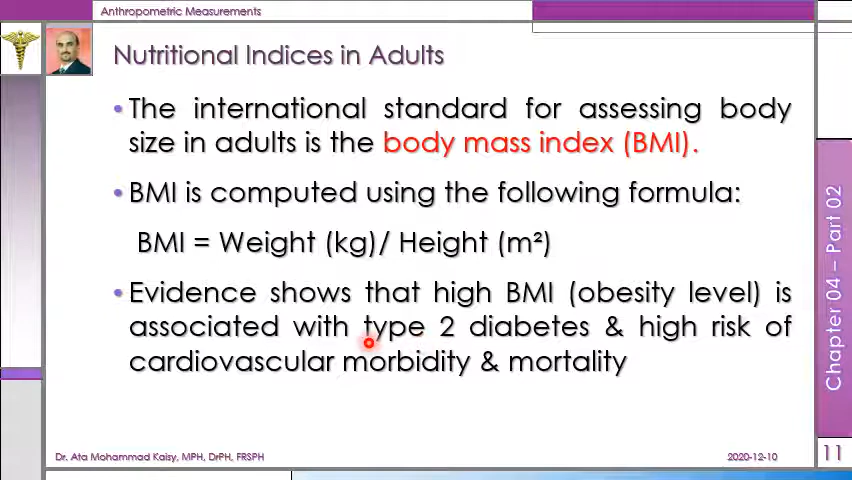 Anthropometric Measurements
Nutritional Indices in Adults
• The international standard for assessing body
size in adults is the body mass index (BMI).
• BMI is computed using the following formula:
BMI = Weight (kg)/ Height (m²)
• Evidence shows that high BMI (obesity level) is
associated with type 2 diabetes & high risk of
cardiovascular morbidity & mortality
Chapter 04 – Part 02
Dr. Ata Mohammad Kaisy, MPH, DrPH, FRSPH
2020-12-10
11